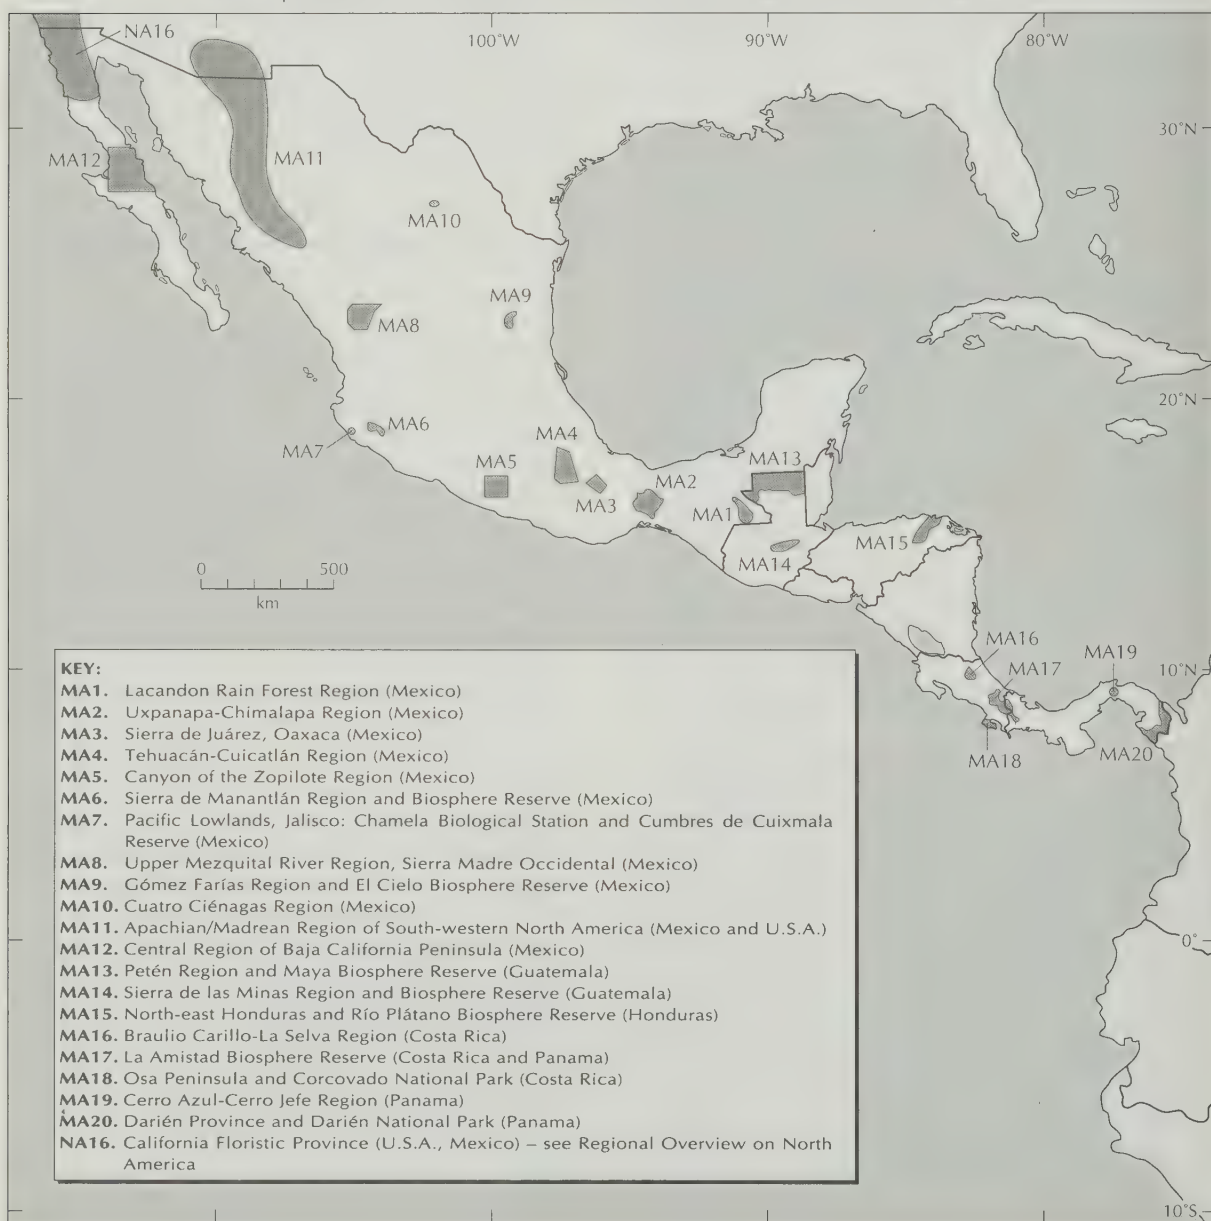 NA16
100°W
90°W
80°W
30°N
MA12
MA11
MA10
MA9
MA8
20°N
MA7
MA6
MA4
MA5
MA3
MA2
MA13
MA1
MA15
MA14
0
500
km
MA16
MA17
MA19
10°N
MA18
MA20
0°
10°S
KEY:
MA1. Lacandon Rain Forest Region (Mexico)
MA2. Uxpanapa-Chimalapa Region (Mexico)
MA3. Sierra de Juárez, Oaxaca (Mexico)
MA4. Tehuacán-Cuicatlán Region (Mexico)
MA5. Canyon of the Zopilote Region (Mexico)
MA6. Sierra de Manantlán Region and Biosphere Reserve (Mexico)
MA7. Pacific Lowlands, Jalisco: Chamela Biological Station and Cumbres de Cuixmala
Reserve (Mexico)
MA8. Upper Mezquital River Region, Sierra Madre Occidental (Mexico)
MA9. Gómez Farías Region and El Cielo Biosphere Reserve (Mexico)
MA10. Cuatro Ciénagas Region (Mexico)
MA11. Apachian/Madrean Region of South-western North America (Mexico and U.S.A.)
MA12. Central Region of Baja California Peninsula (Mexico)
MA13. Petén Region and Maya Biosphere Reserve (Guatemala)
MA14. Sierra de las Minas Region and Biosphere Reserve (Guatemala)
MA15. North-east Honduras and Río Plátano Biosphere Reserve (Honduras)
MA16. Braulio Carillo-La Selva Region (Costa Rica)
MA17. La Amistad Biosphere Reserve (Costa Rica and Panama)
MA18. Osa Peninsula and Corcovado National Park (Costa Rica)
MA19. Cerro Azul-Cerro Jefe Region (Panama)
MA20. Darién Province and Darién National Park (Panama)
NA16. California Floristic Province (U.S.A., Mexico) – see Regional Overview on North
America